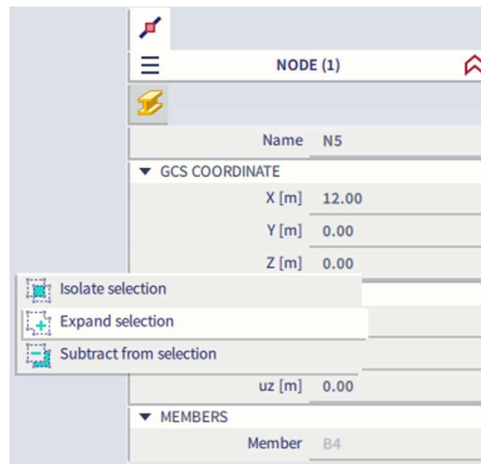 NODE (1)
Name N5
GCS COORDINATE
X [m] 12.00
Y [m] 0.00
Z [m] 0.00
Isolate selection
Expand selection
Subtract from selection
uz [m] 0.00
MEMBERS
Member B4